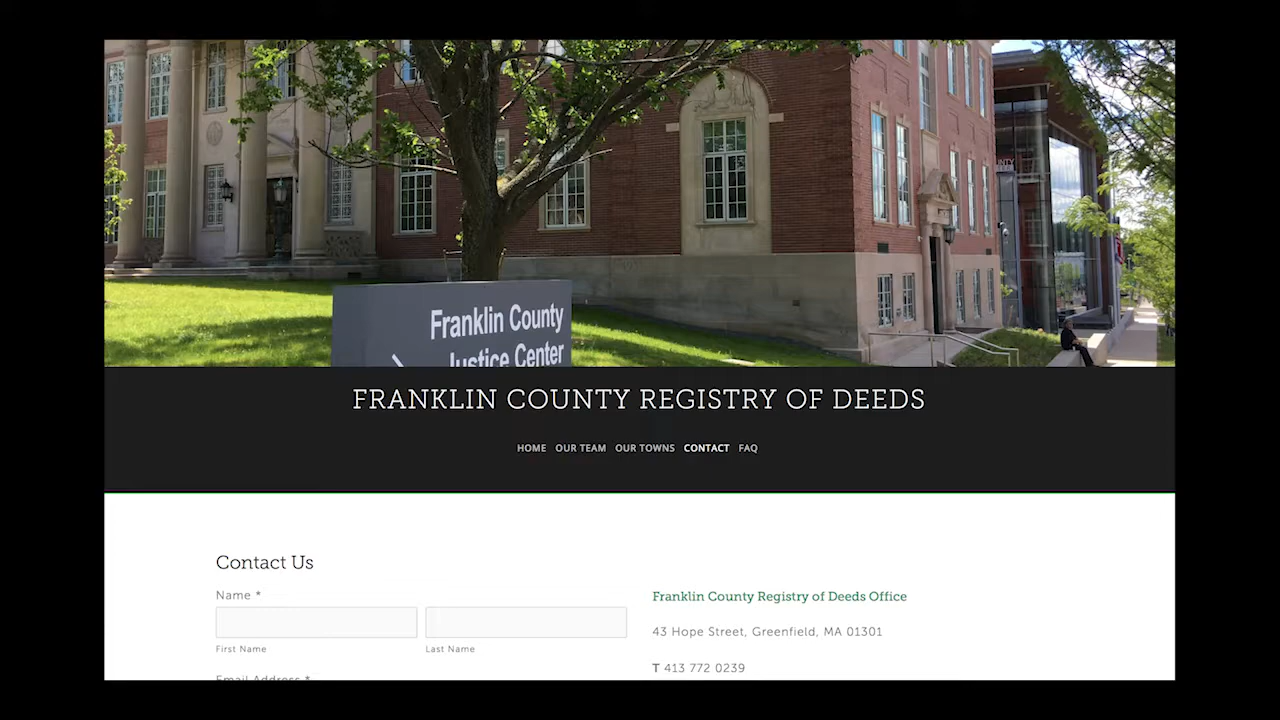 Franklin County
Justice Center
FRANKLIN COUNTY REGISTRY OF DEEDS
HOME OUR TEAM OUR TOWNS CONTACT FAQ
Contact Us
Name *
First Name Last Name
Email Address *
Franklin County Registry of Deeds Office
43 Hope Street, Greenfield, MA 01301
T 413 772 0239